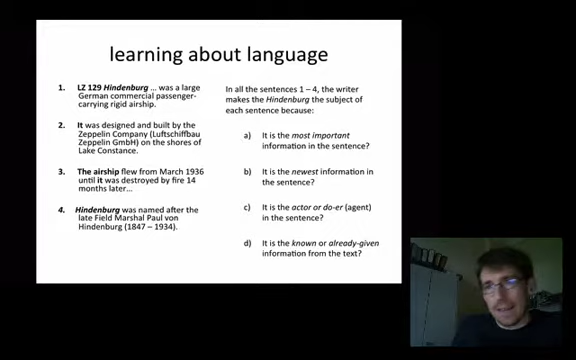 learning about language
1. LZ 129 Hindenburg … was a large
German commercial passenger-
carrying rigid airship.
2. It was designed and built by the
Zeppelin Company (Luftschiffbau
Zeppelin GmbH) on the shores of
Lake Constance.
3. The airship flew from March 1936
until it was destroyed by fire 14
months later…
4. Hindenburg was named after the
late Field Marshal Paul von
Hindenburg (1847 – 1934).
In all the sentences 1 – 4, the writer
makes the Hindenburg the subject of
each sentence because:
a) It is the most important
information in the sentence?
b) It is the newest information in
the sentence?
c) It is the actor or do-er (agent)
in the sentence?
d) It is the known or already-given
information from the text?